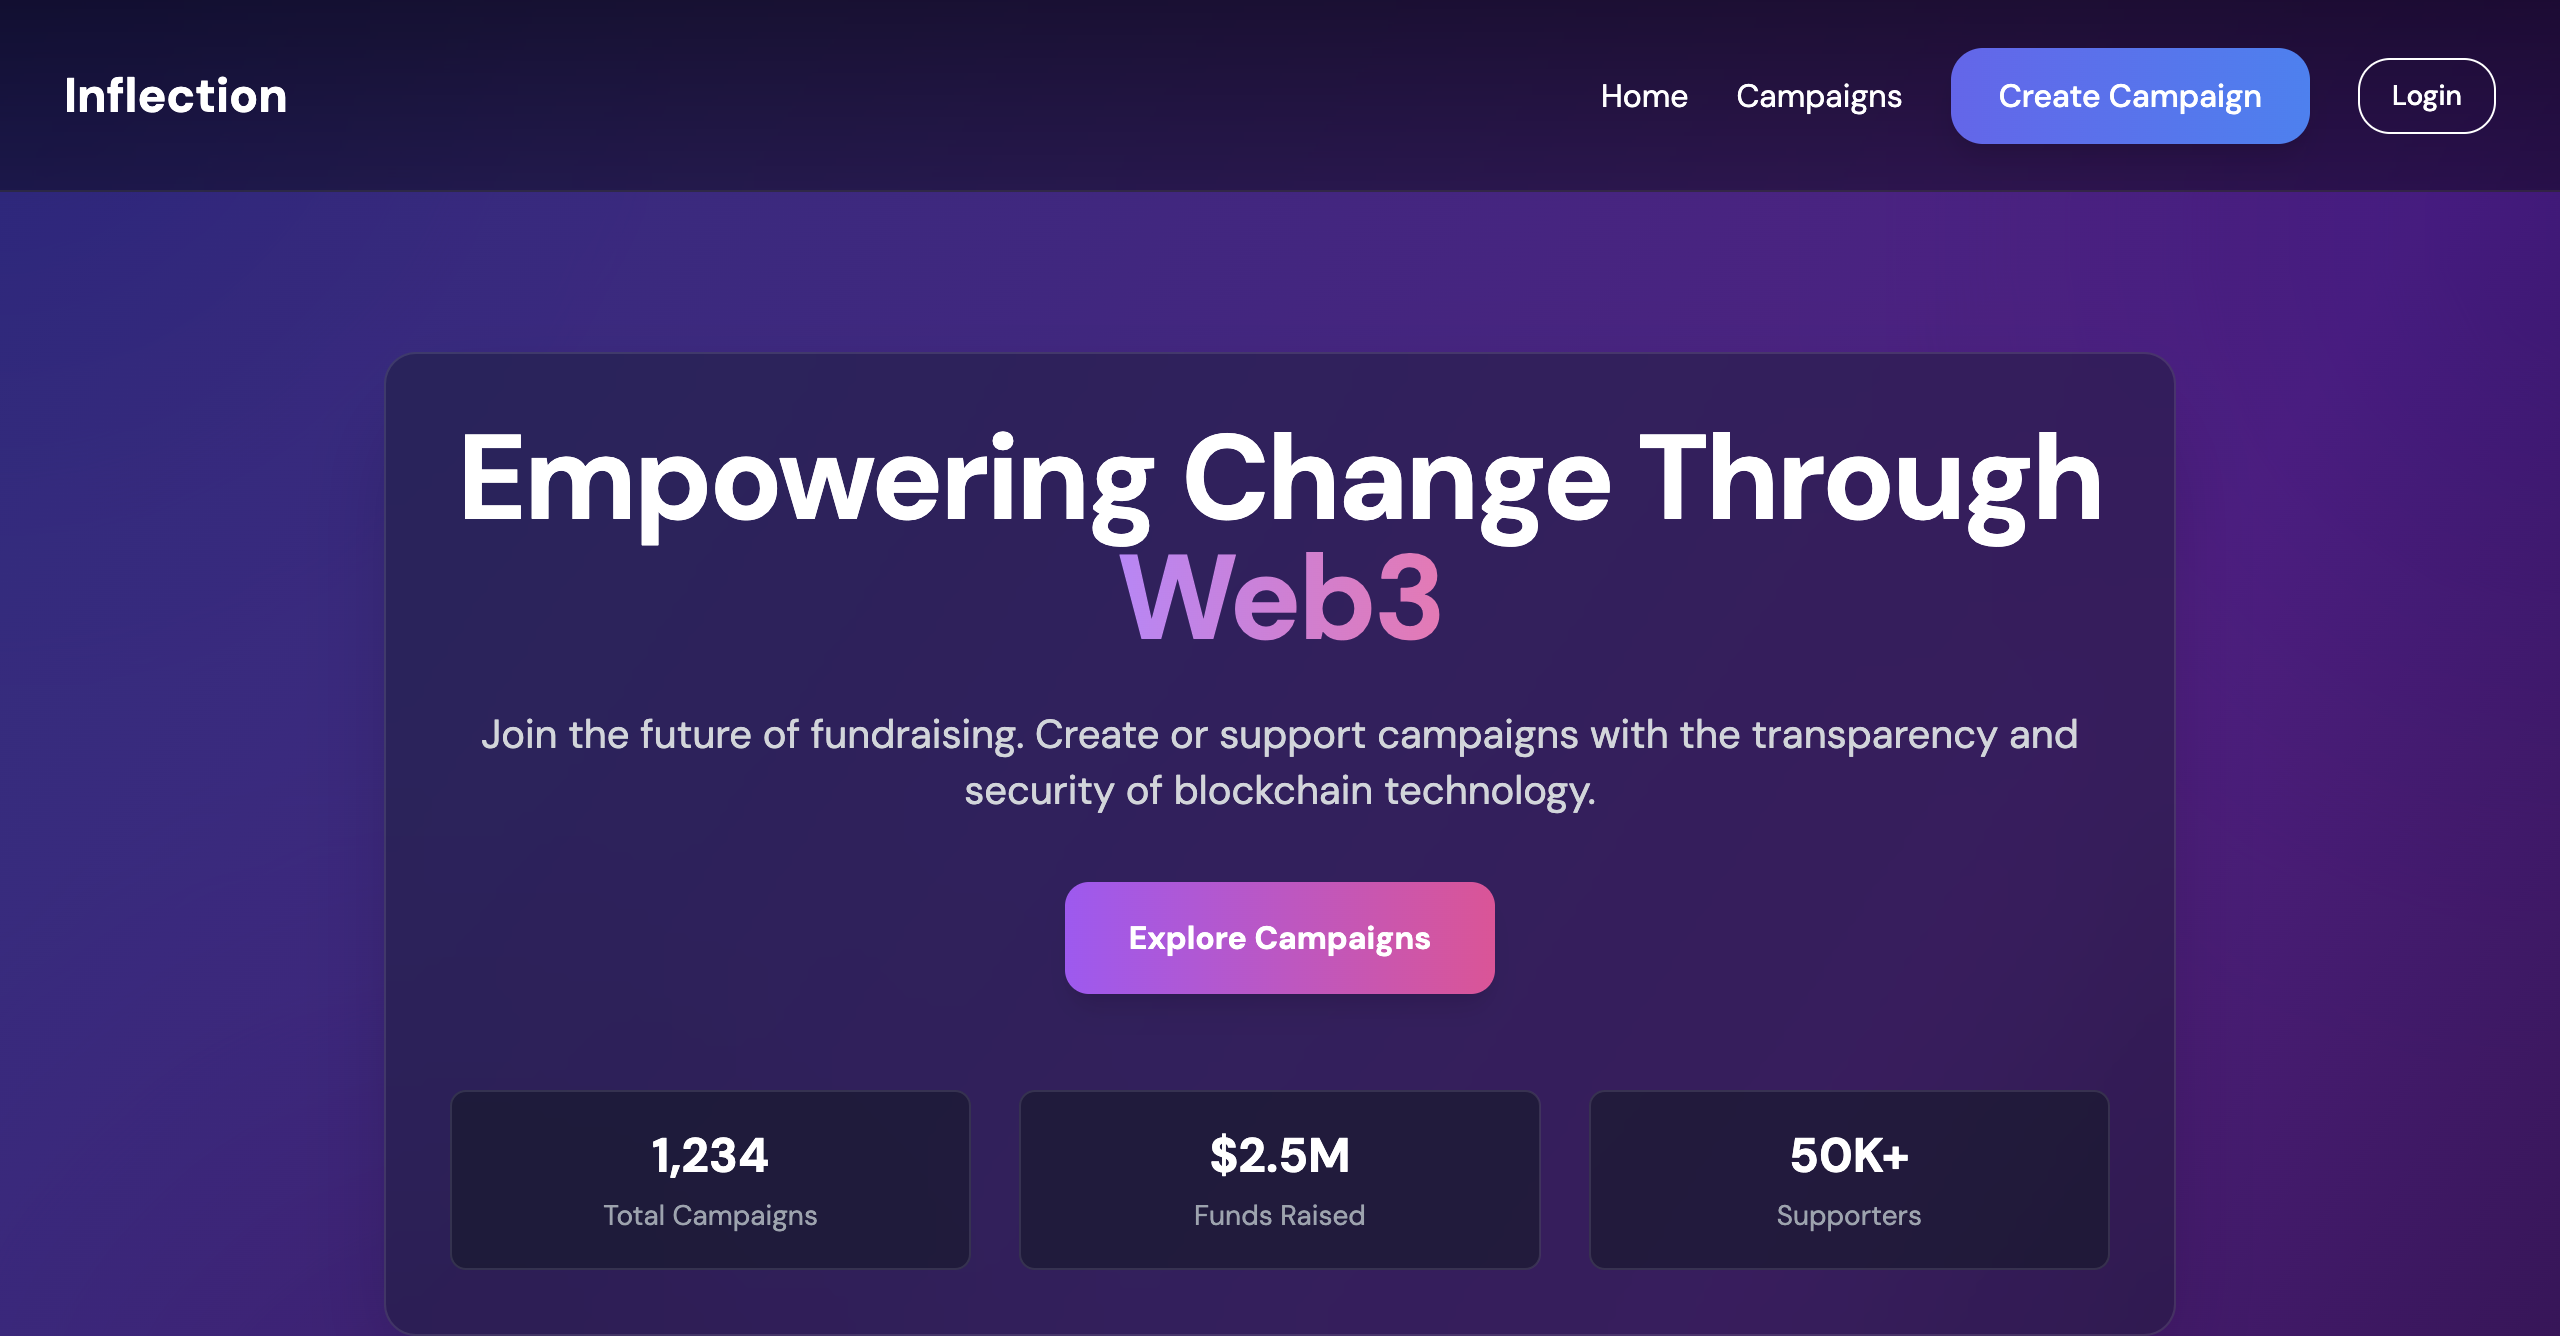 Inflection
Home
Campaigns
Create Campaign
Login
Empowering Change Through
Web3
Join the future of fundraising. Create or support campaigns with the transparency and
security of blockchain technology.
Explore Campaigns
1,234
Total Campaigns
$2.5M
Funds Raised
50K+
Supporters